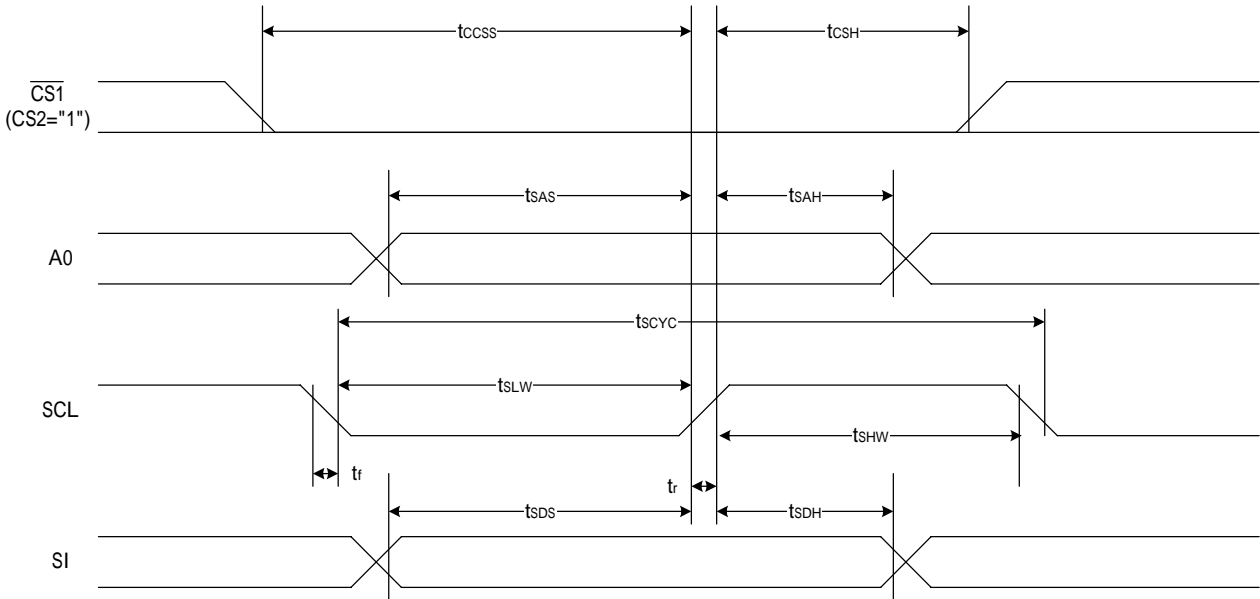 tCCSS
tCSH
CS1
(CS2="1")
tSAS
tSAH
A0
tSCYC
tSLW
SCL
tSHW
tf
tr
tSDS
tSDH
SI